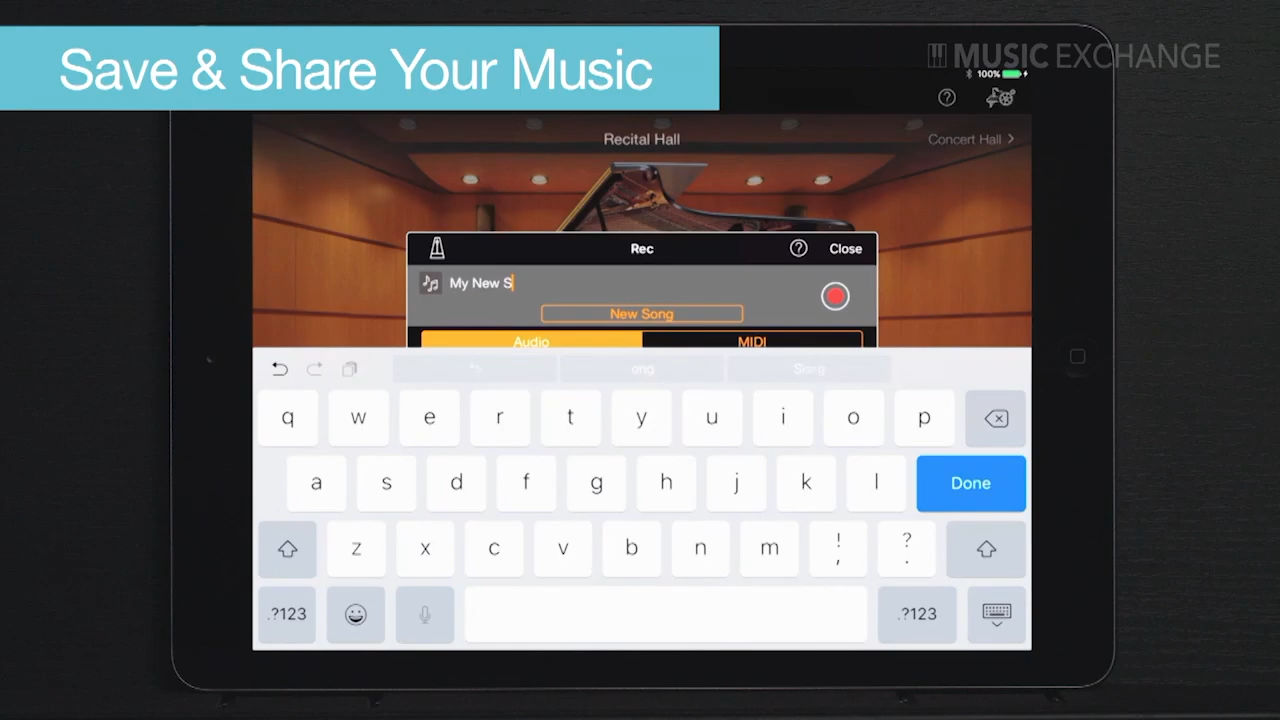 Save & Share Your Music
MUSIC EXCHANGE
100%
Recital Hall
Concert Hall
Rec
Close
My New S
New Song
Audio
MIDI
ong
q w e r t y u i o p
a s d f g h j k l Done
z x c v b n m ! , ? .
.?123 .?123